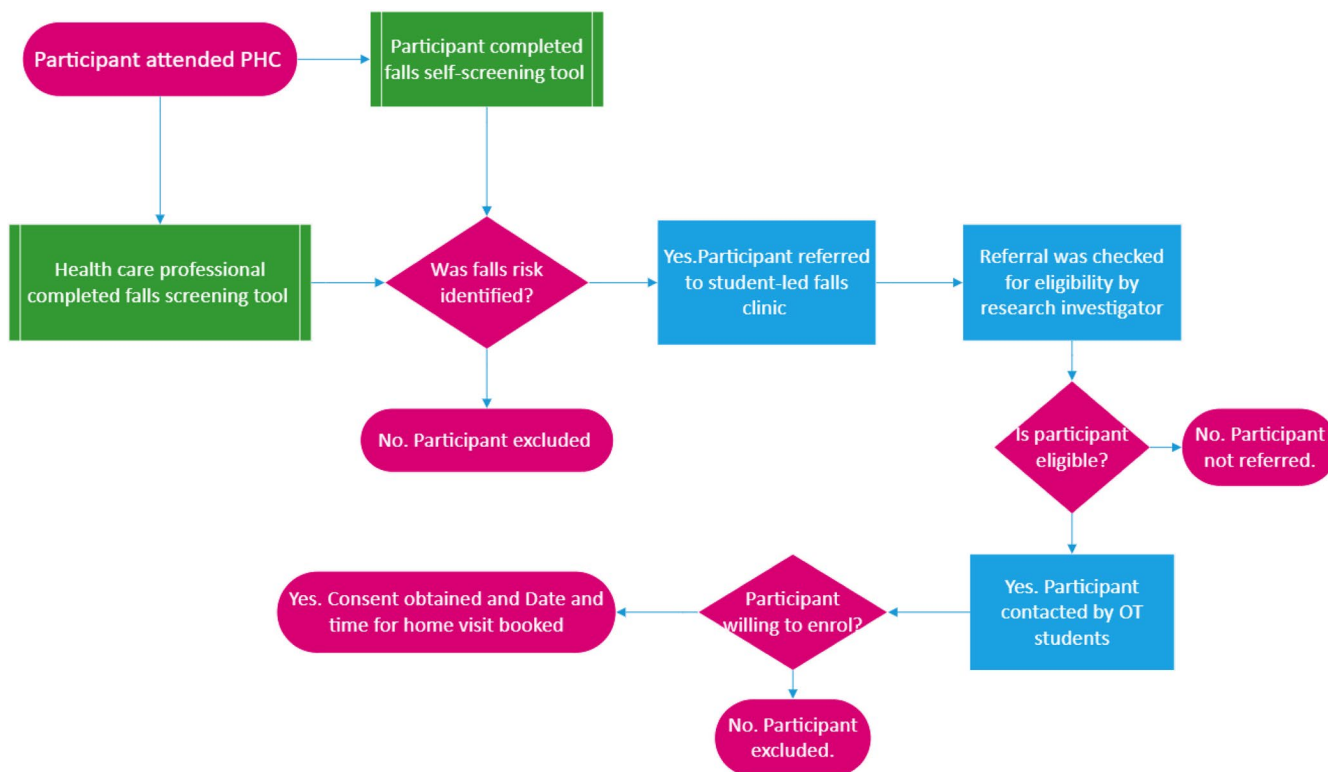 Participant attended PHC
Participant completed
falls self-screening tool
Health care professional
completed falls screening tool
Was falls risk
identified?
Yes.Participant referred
to student-led falls
clinic
Referral was checked
for eligibility by
research investigator
No. Participant excluded
Is participant
eligible?
No. Participant
not referred.
Yes. Participant
contacted by OT
students
Participant
willing to enrol?
Yes. Consent obtained and Date and
time for home visit booked
No. Participant
excluded.